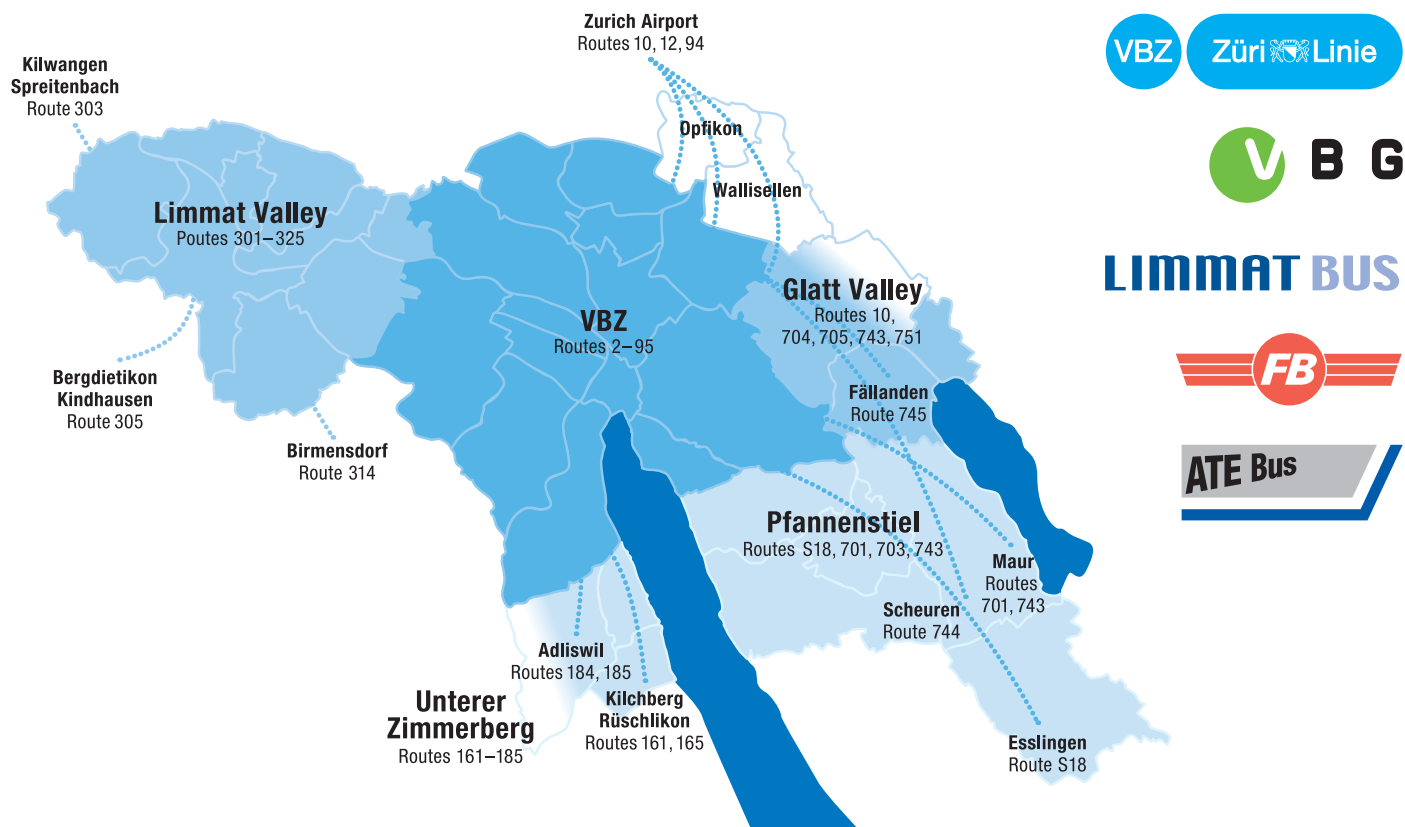 Zurich Airport
Routes 10, 12, 94
VBZ Züri Linie
Kilwangen
Spreitenbach
Route 303
Opfikon
V B G
Wallisellen
Limmat Valley
Poutes 301–325
LIMMAT BUS
Glatt Valley
Routes 10,
704, 705, 743, 751
VBZ
Routes 2–95
FB
Bergdietikon
Kindhausen
Route 305
Fällanden
Route 745
Birmensdorf
Route 314
ATE Bus
Pfannenstiel
Routes S18, 701, 703, 743
Maur
Routes
701, 743
Scheuren
Route 744
Adliswil
Routes 184, 185
Unterer
Zimmerberg
Routes 161–185
Kilchberg
Rüschlikon
Routes 161, 165
Esslingen
Route S18